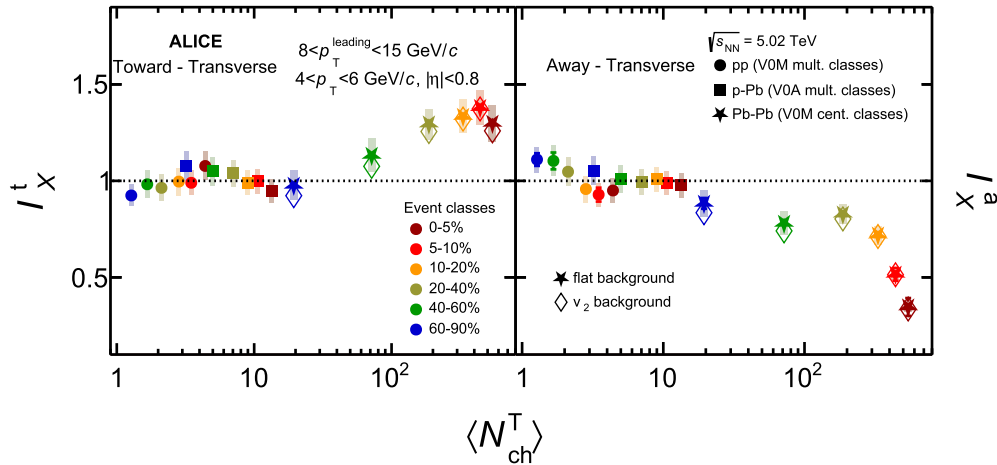 ALICE
Toward - Transverse
8<p_T^leading<15 GeV/c
4<p_T<6 GeV/c, |η|<0.8
Away - Transverse
√s_NN = 5.02 TeV
pp (V0M mult. classes)
p-Pb (V0A mult. classes)
Pb-Pb (V0M cent. classes)
1.5
1
0.5
I_X^t
I_X^a
Event classes
0-5%
5-10%
10-20%
20-40%
40-60%
60-90%
flat background
v_2 background
1 10 10^2 1 10 10^2
⟨N_ch^T⟩